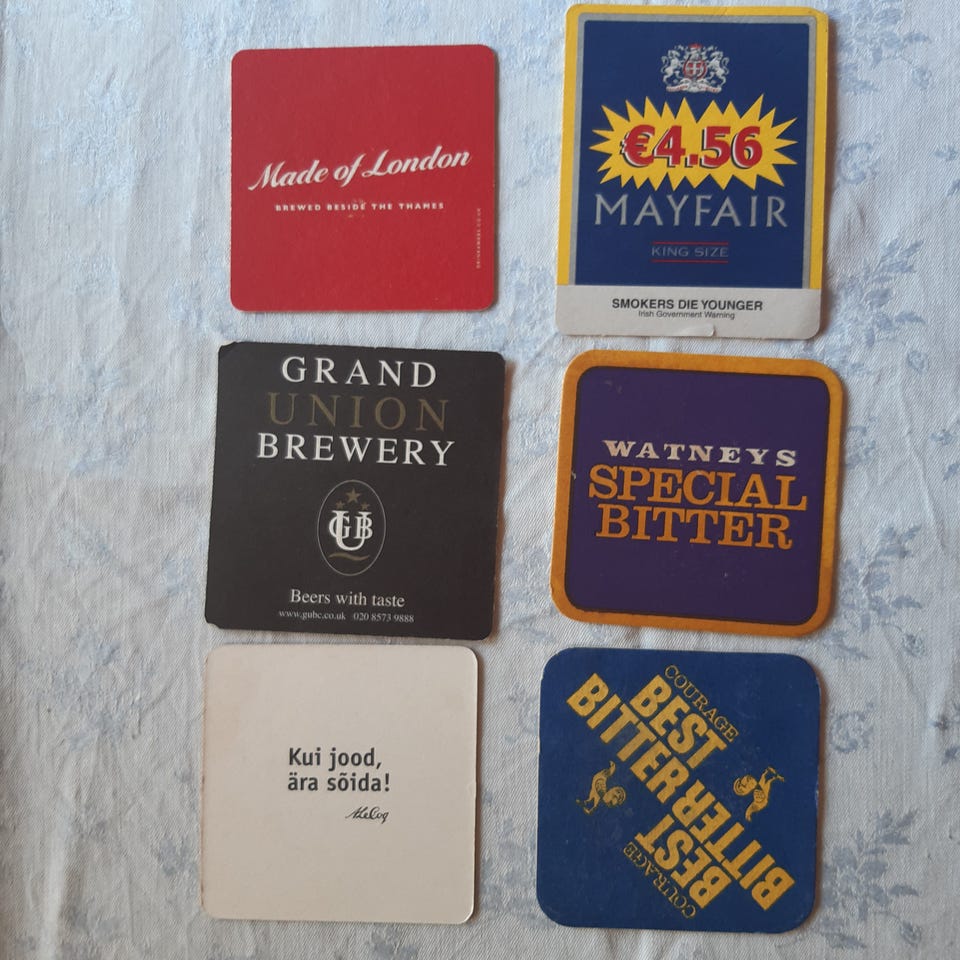 Made of London
BREWED BESIDE THE THAMES
€4.56
MAYFAIR
KING SIZE
SMOKERS DIE YOUNGER
Irish Government Warning
GRAND
UNION
BREWERY
GUB
Beers with taste
www.gubc.co.uk 020 8573 9888
WATNEYS
SPECIAL
BITTER
Kui jood,
ära sõida!
A.LeCoq
COURAGE
BEST
BITTER
COURAGE
BEST
BITTER